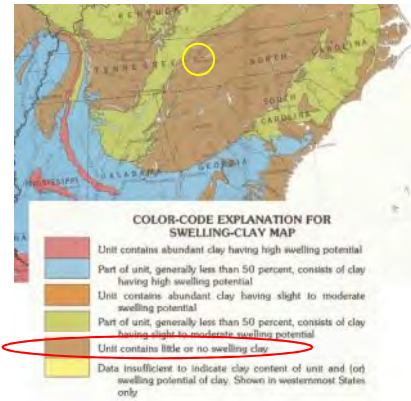 KENTUCKY
TENNESSEE
NORTH CAROLINA
SOUTH
CAROLINA
MISSISSIPPI
ALABAMA
GEORGIA
COLOR-CODE EXPLANATION FOR
SWELLING-CLAY MAP
Unit contains abundant clay having high swelling potential
Part of unit, generally less than 50 percent, consists of clay
having high swelling potential
Unit contains abundant clay having slight to moderate
swelling potential
Part of unit, generally less than 50 percent, consists of clay
having slight to moderate swelling potential
Unit contains little or no swelling clay
Data insufficient to indicate clay content of unit and (or)
swelling potential of clay. Shown in westernmost States
only